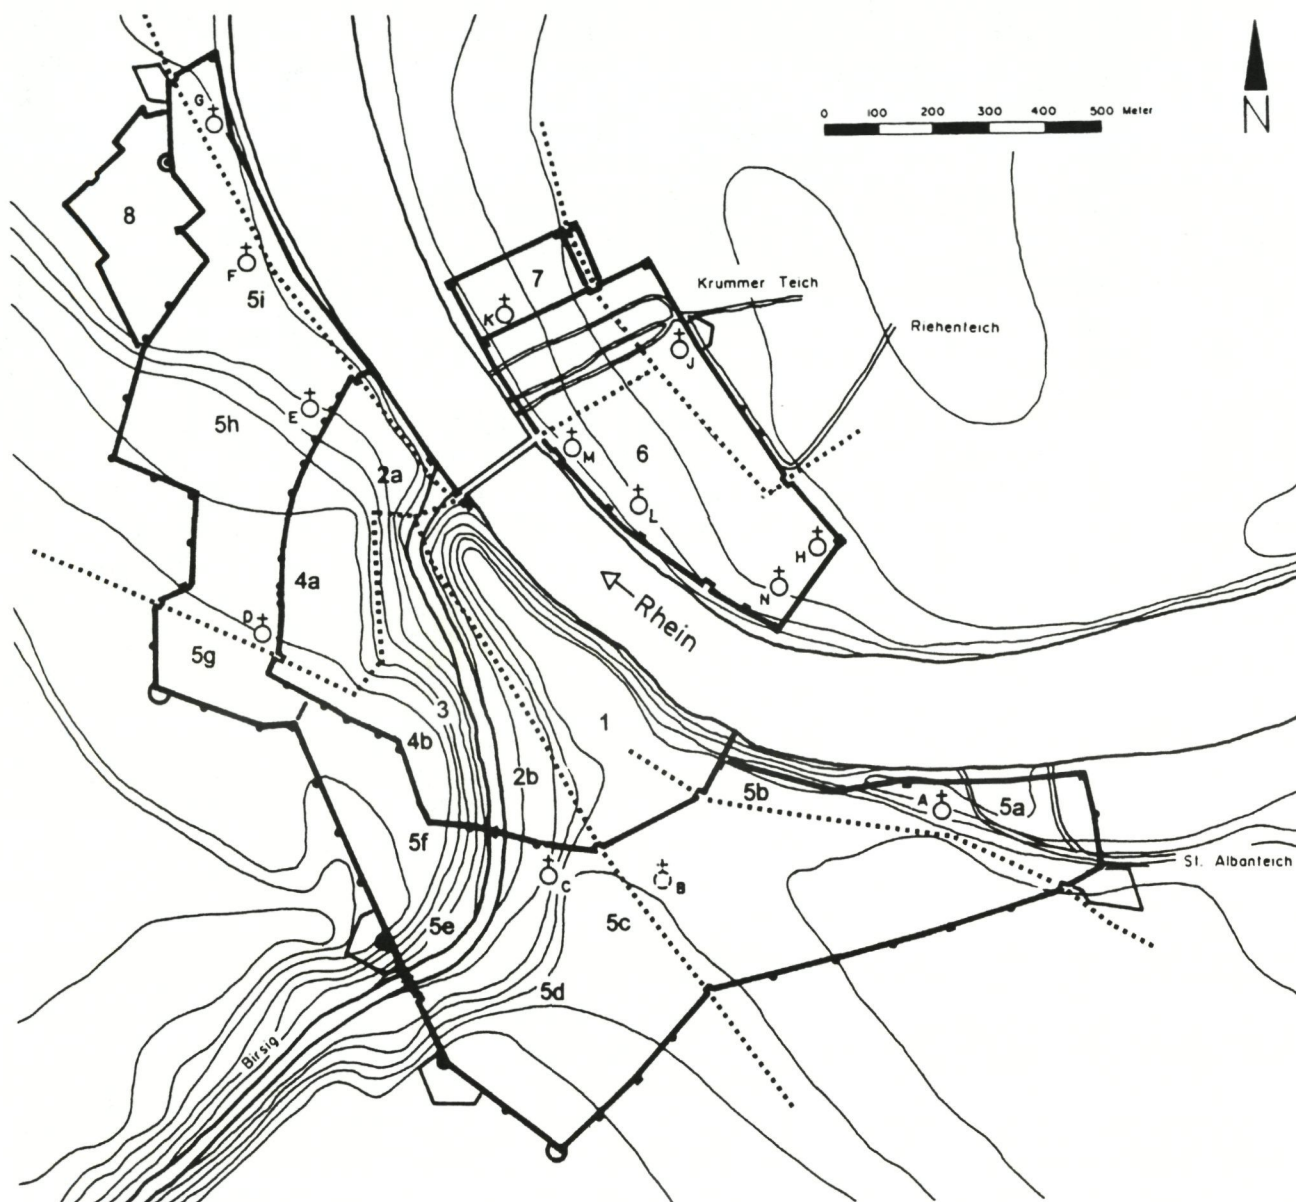 0 100 200 300 400 500 Meter
N
G
8
F
5i
7
K
Krummer Teich
Riehenteich
J
E
5h
2a
M
6
L
H
N
4a
Rhein
D
5g
3
4b
1
2b
5b
A
5a
St. Albanteich
5f
C
B
5e
5c
5d
Birsig